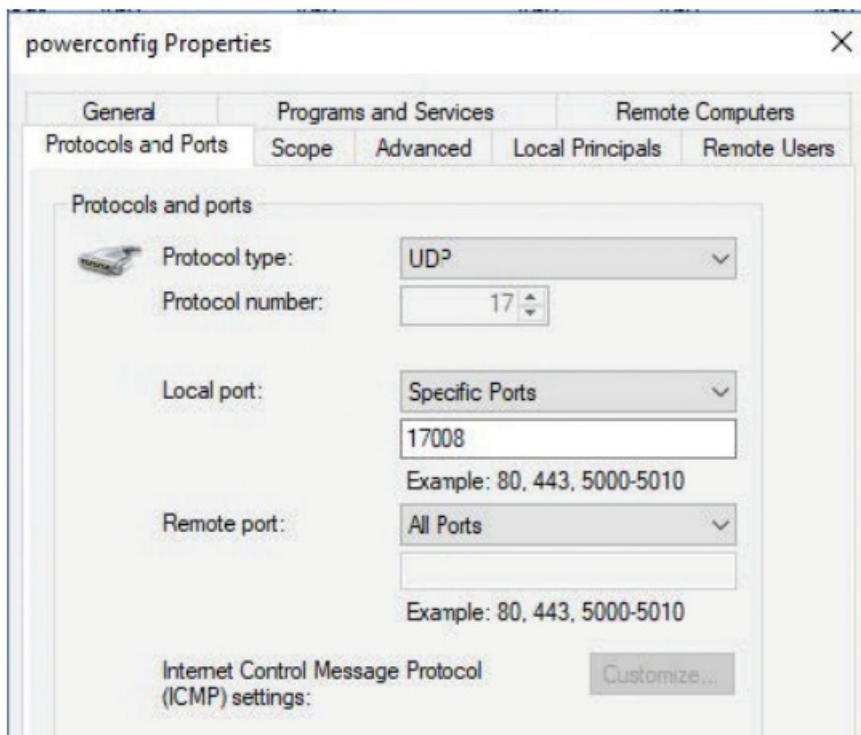 powerconfig Properties
General Programs and Services Remote Computers
Protocols and Ports Scope Advanced Local Principals Remote Users
Protocols and ports
Protocol type: UDP
Protocol number: 17
Local port: Specific Ports
17008
Example: 80, 443, 5000-5010
Remote port: All Ports
Example: 80, 443, 5000-5010
Internet Control Message Protocol
(ICMP) settings:
Customize...